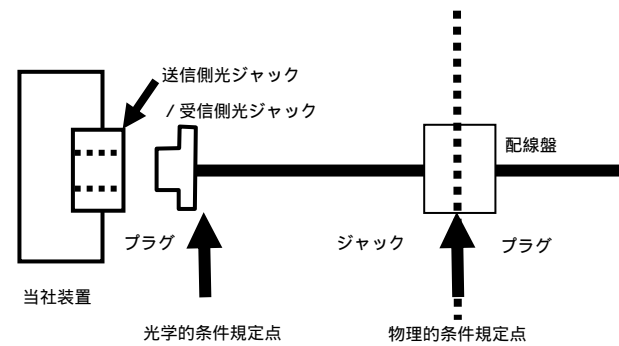 送信側光ジャック
/受信側光ジャック
配線盤
プラグ
ジャック
プラグ
当社装置
光学的条件規定点
物理的条件規定点